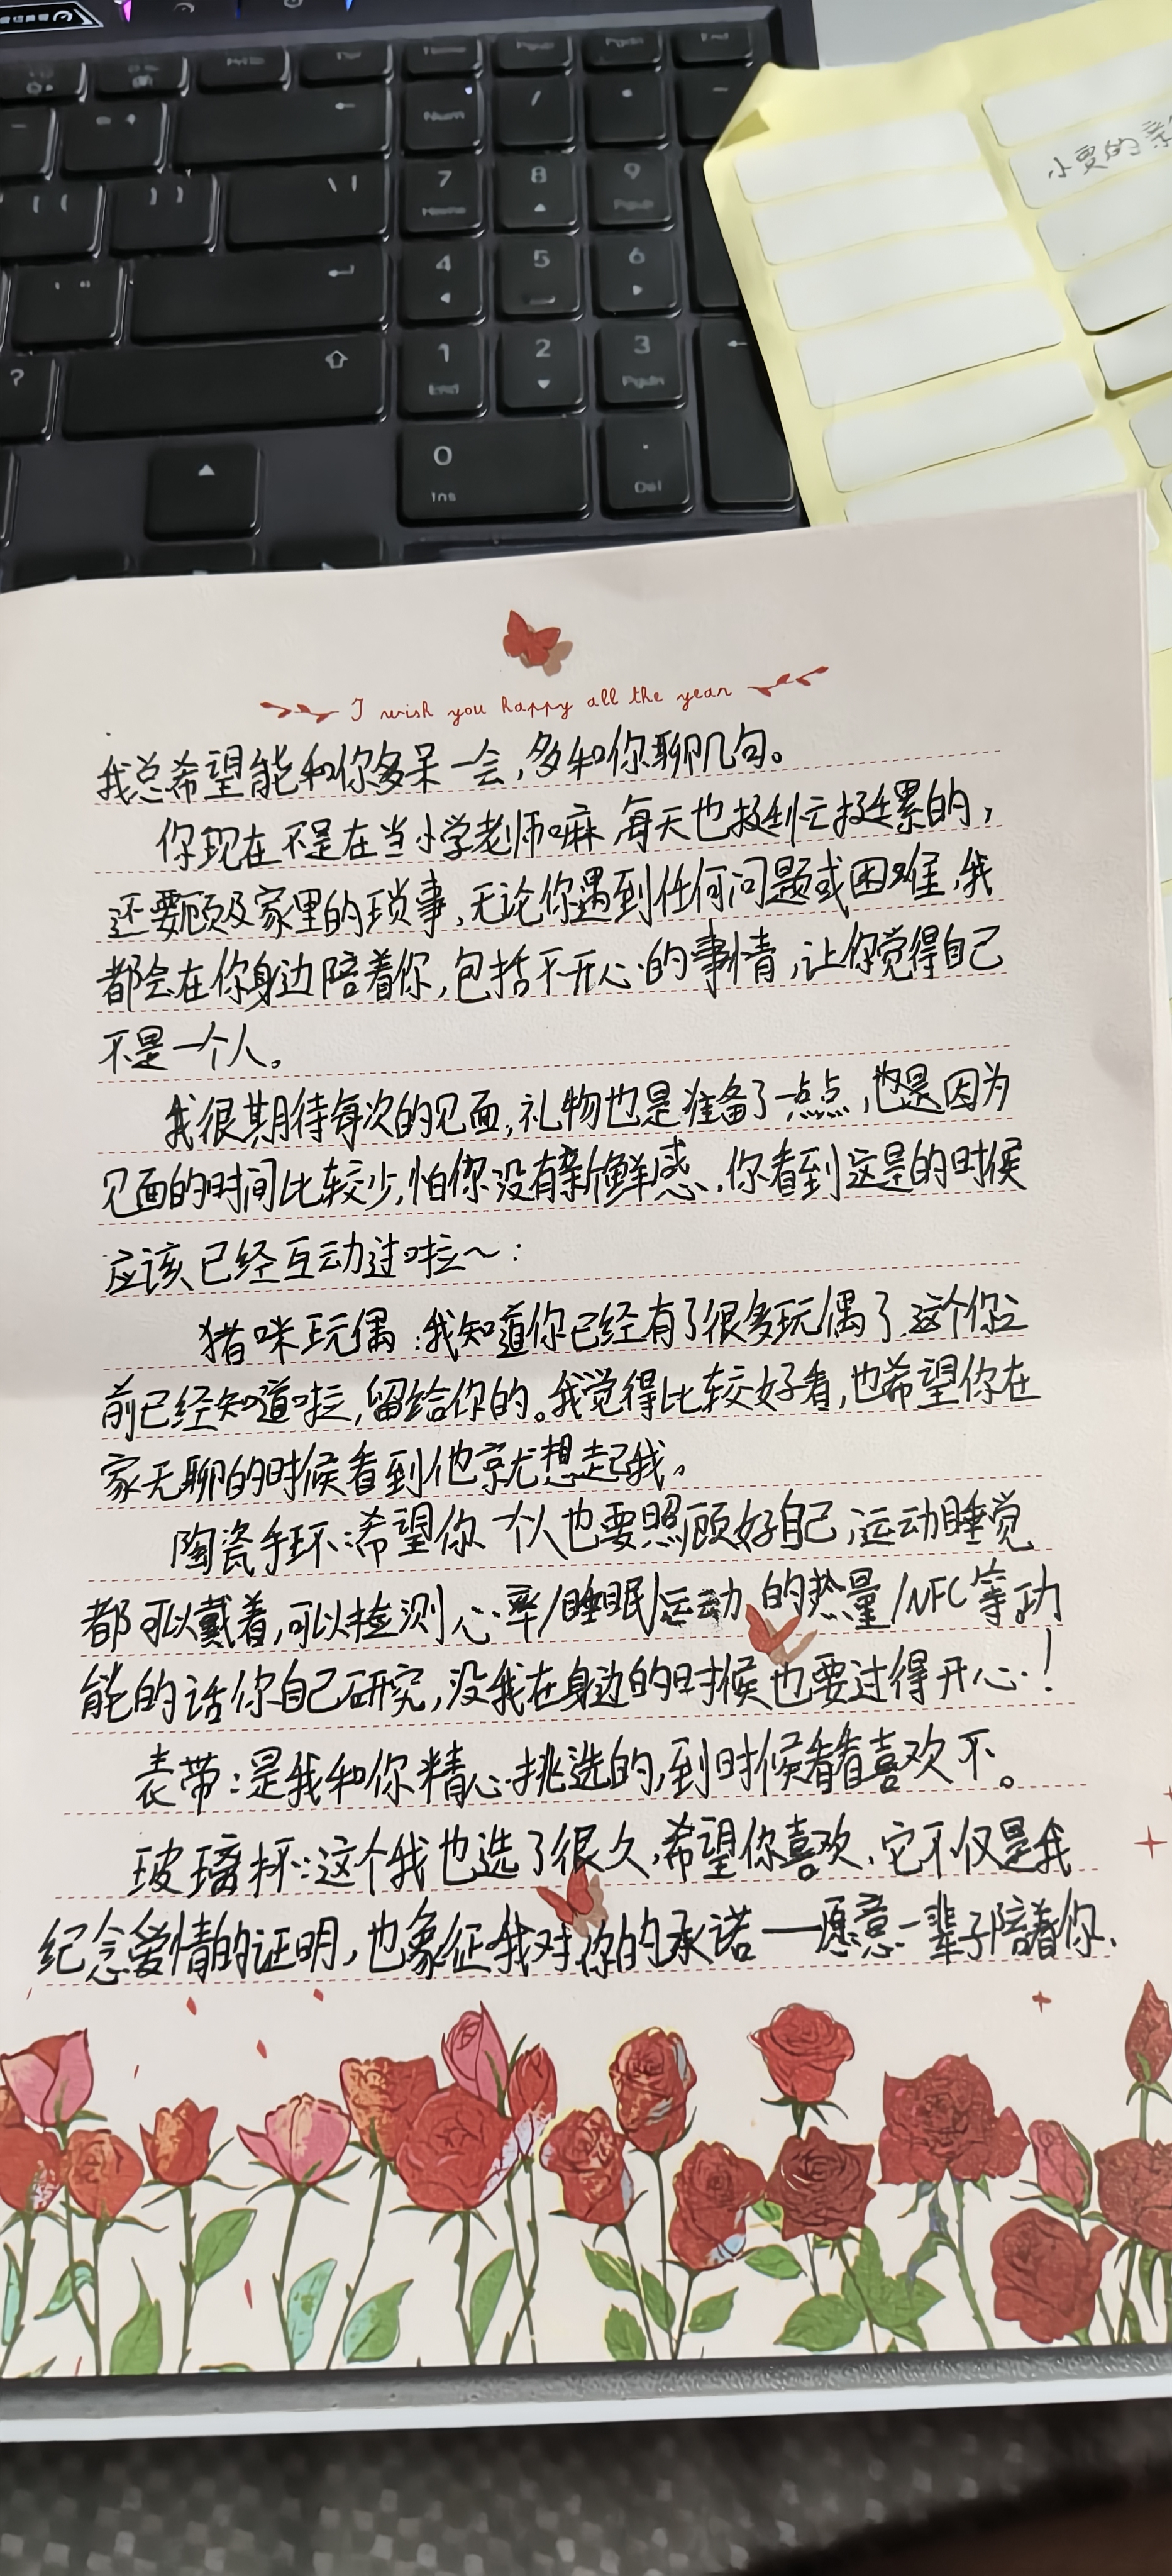 Home PgUp PgDn End
Num / * -
7 8 9
Home PgUp
4 5 6
1 2 3
End PgDn
?
0 .
Ins Del
小贾的亲
I wish you happy all the year
我总希望能和你多呆一会,多和你聊几句。
你现在不是在当小学老师嘛,每天也挺忙挺累的,
还要顾及家里的琐事,无论你遇到任何问题或困难,我
都会在你身边陪着你,包括不开心的事情,让你觉得自己
不是一个人。
我很期待每次的见面,礼物也是准备了一点点,也是因为
见面的时间比较少,怕你没有新鲜感,你看到这里的时候
应该已经互动过啦~:
猫咪玩偶:我知道你已经有了很多玩偶了,这个你之
前已经知道啦,留给你的。我觉得比较好看,也希望你在
家无聊的时候看到他就想起我。
陶瓷手环:希望你一个人也要照顾好自己,运动睡觉
都可以戴着,可以检测心率/睡眠/运动的热量/NFC等功
能的话你自己研究,没我在身边的时候也要过得开心!
表带:是我和你精心挑选的,到时候看看喜欢不。
玻璃杯:这个我也选了很久,希望你喜欢,它不仅是我
纪念爱情的证明,也象征我对你的承诺——愿意一辈子陪着你、